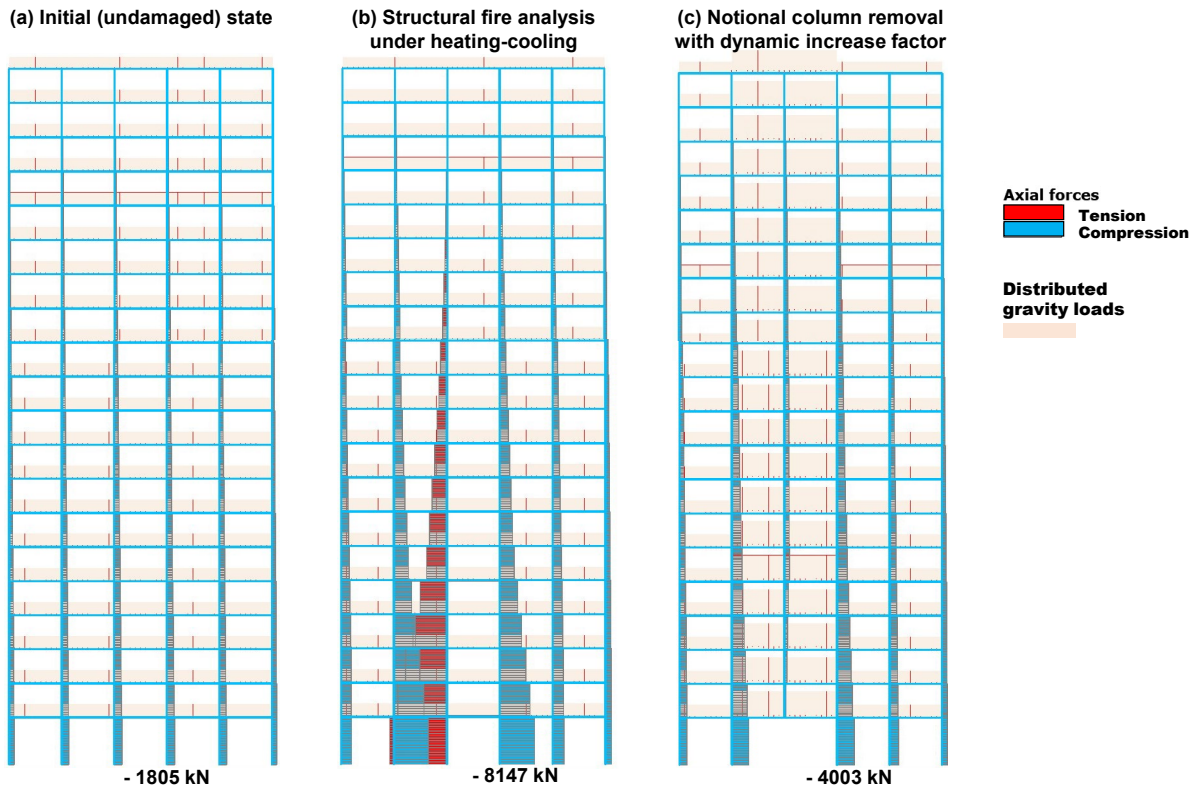 (a) Initial (undamaged) state
(b) Structural fire analysis
under heating-cooling
(c) Notional column removal
with dynamic increase factor
Axial forces
Tension
Compression
Distributed
gravity loads
- 1805 kN
- 8147 kN
- 4003 kN